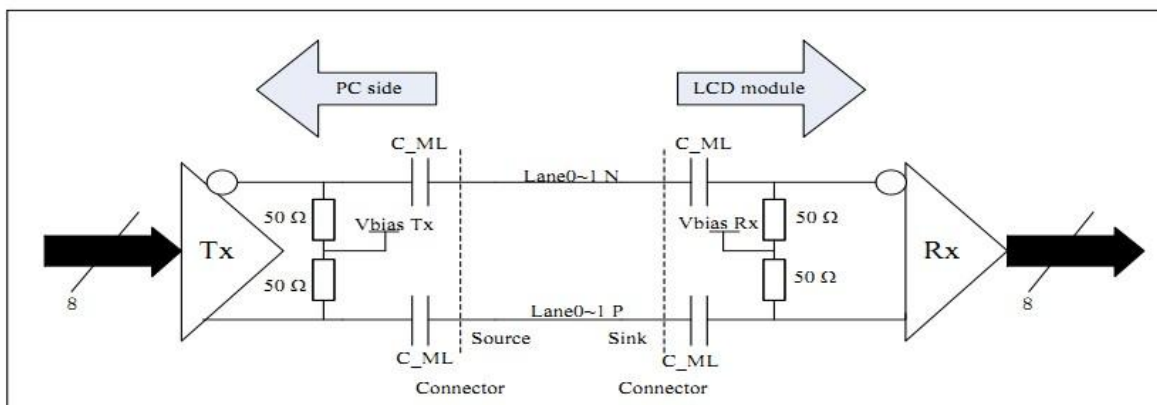 PC side
LCD module
C_ML
C_ML
Lane0~1 N
50 Ω
Vbias Tx
Vbias Rx
50 Ω
Tx
Rx
50 Ω
50 Ω
8
8
Lane0~1 P
Source
Sink
C_ML
C_ML
Connector
Connector